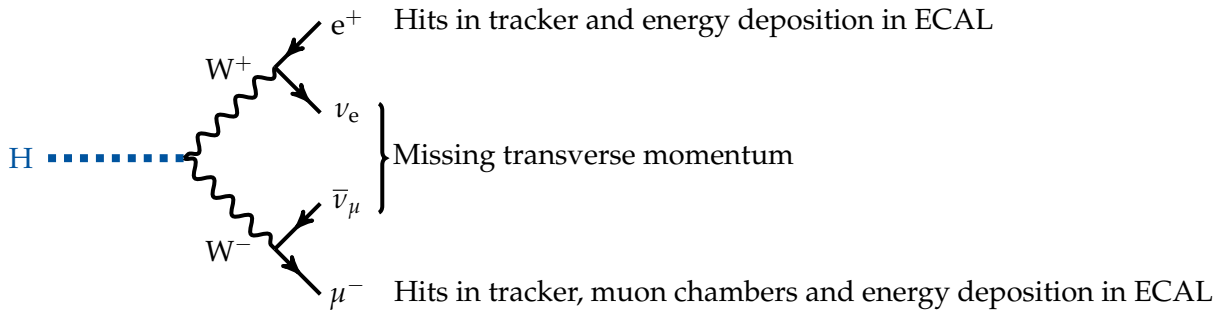 e⁺ Hits in tracker and energy deposition in ECAL
W⁺
νₑ
H
Missing transverse momentum
ν̅_μ
W⁻
μ⁻ Hits in tracker, muon chambers and energy deposition in ECAL